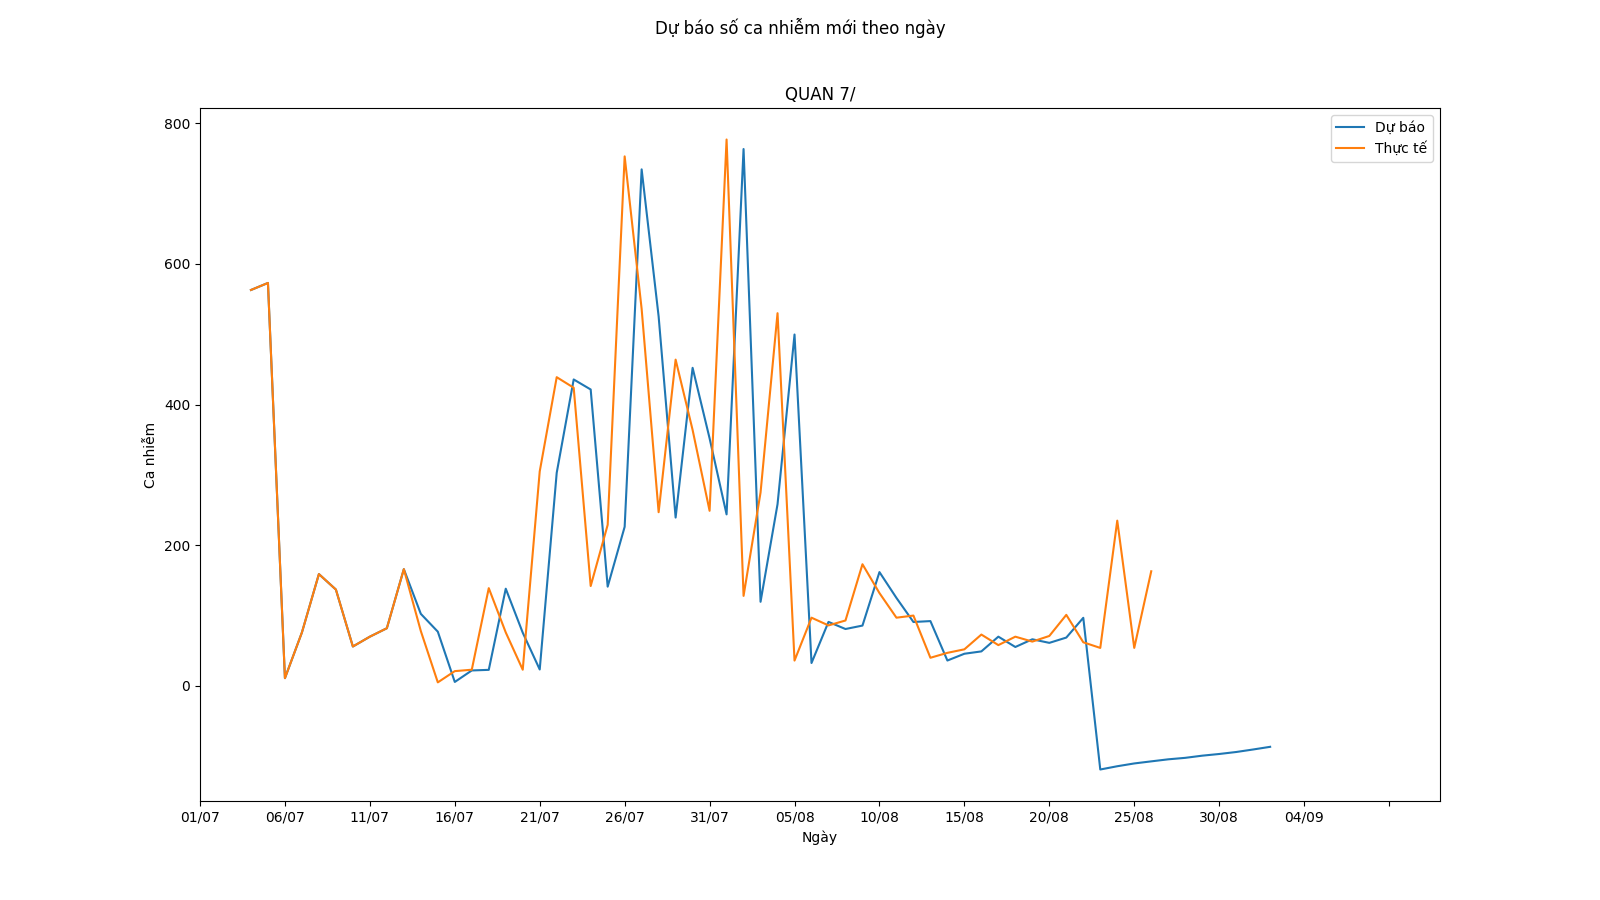 Dự báo số ca nhiễm mới theo ngày
QUAN 7/
Dự báo
Thực tế
800
600
400
200
0
Ca nhiễm
01/07 06/07 11/07 16/07 21/07 26/07 31/07 05/08 10/08 15/08 20/08 25/08 30/08 04/09
Ngày